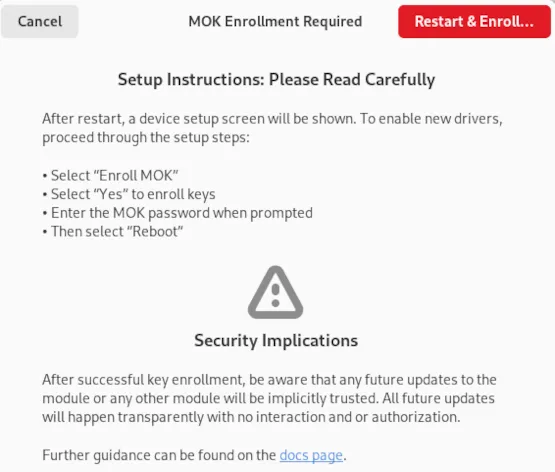 Cancel
MOK Enrollment Required
Restart & Enroll...
Setup Instructions: Please Read Carefully
After restart, a device setup screen will be shown. To enable new drivers,
proceed through the setup steps:
• Select “Enroll MOK”
• Select “Yes” to enroll keys
• Enter the MOK password when prompted
• Then select “Reboot”
Security Implications
After successful key enrollment, be aware that any future updates to the
module or any other module will be implicitly trusted. All future updates
will happen transparently with no interaction and or authorization.
Further guidance can be found on the docs page.